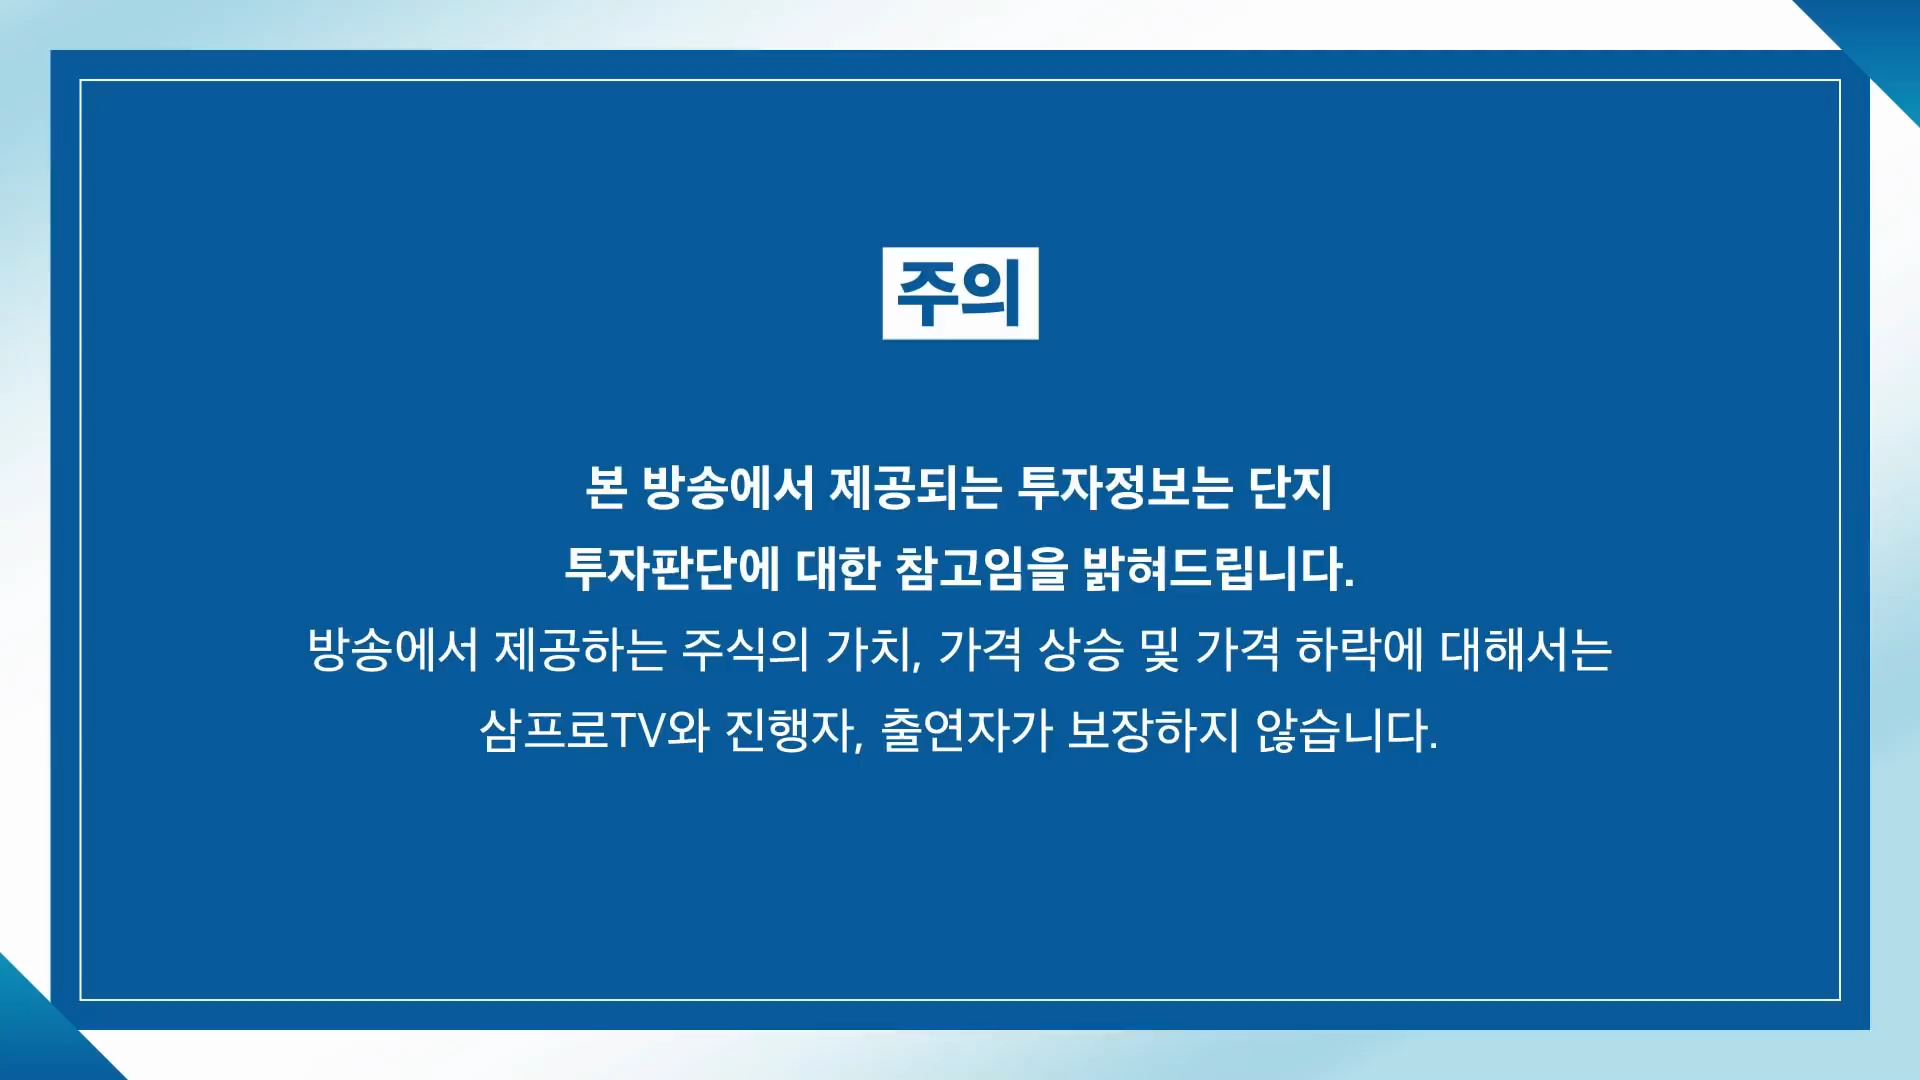 주의
본 방송에서 제공되는 투자정보는 단지
투자판단에 대한 참고임을 밝혀드립니다.
방송에서 제공하는 주식의 가치, 가격 상승 및 가격 하락에 대해서는
삼프로TV와 진행자, 출연자가 보장하지 않습니다.